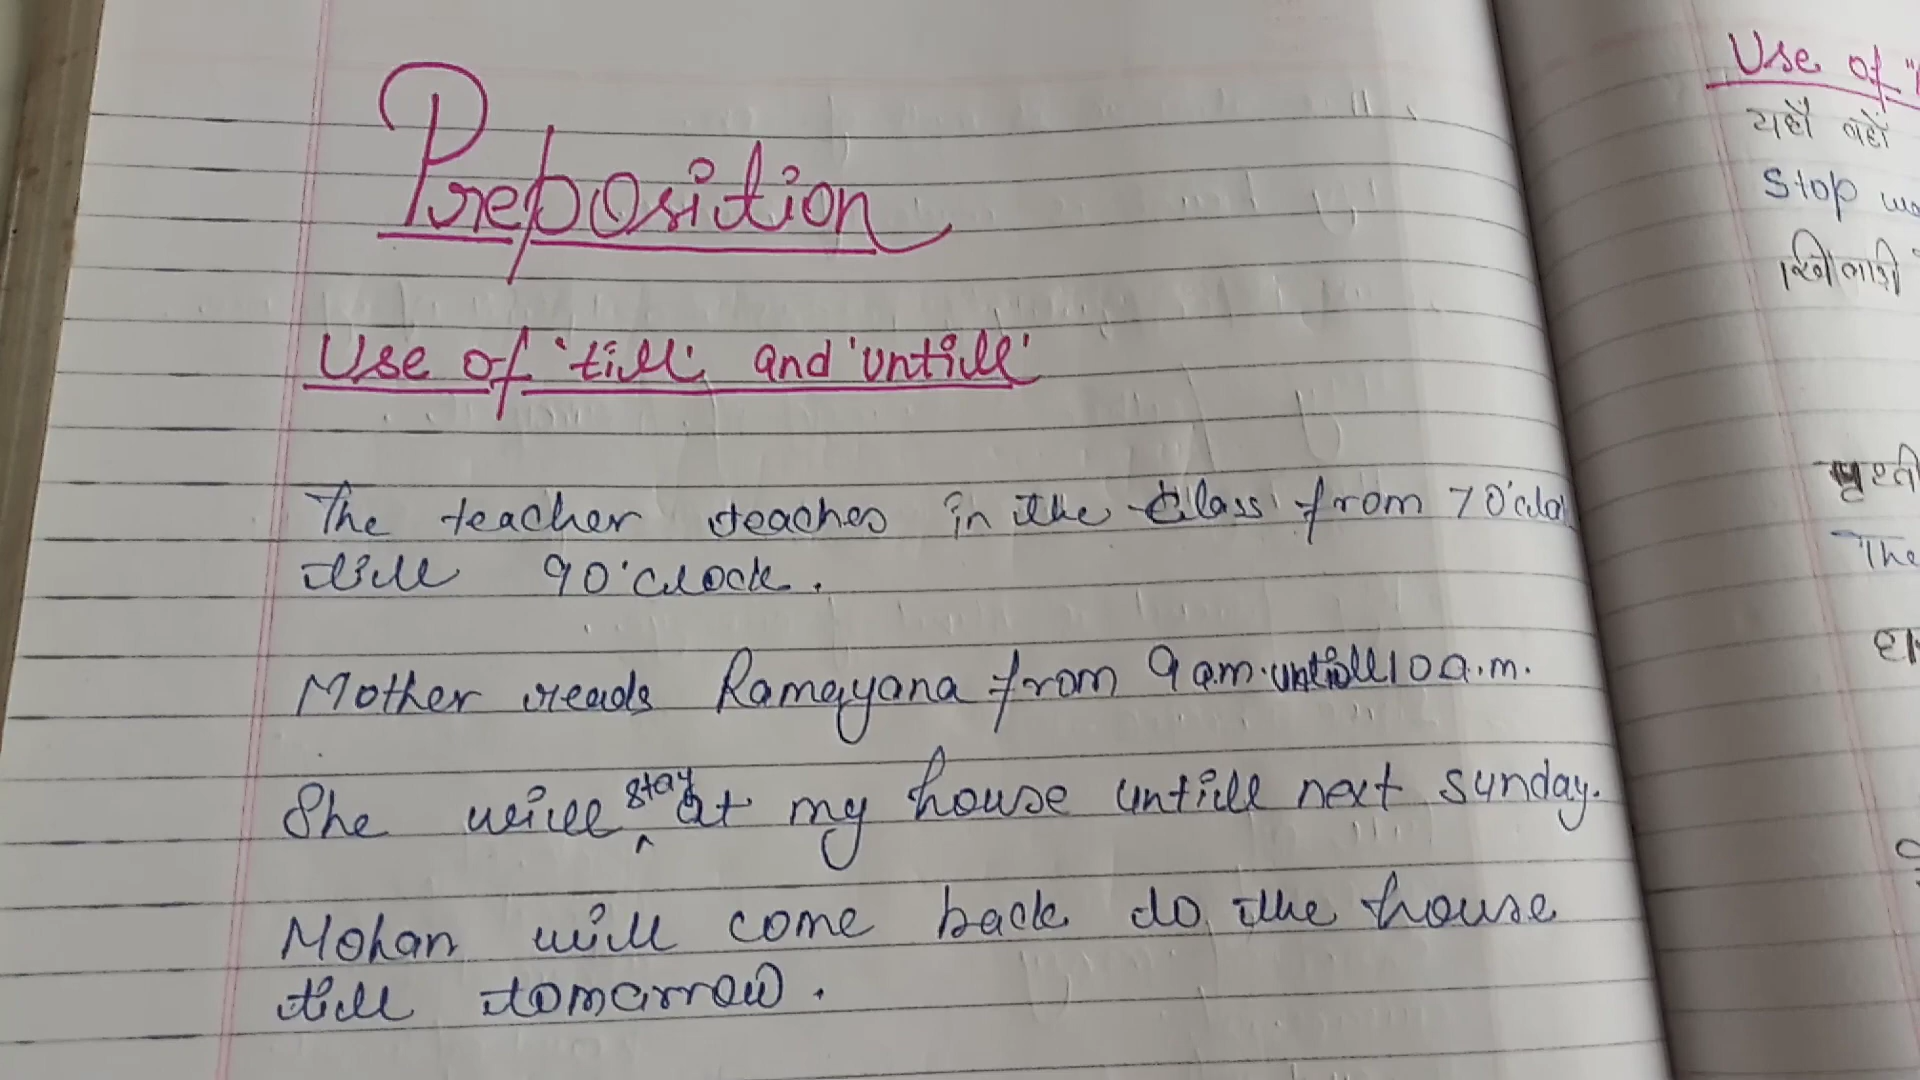 Preposition
Use of 'till' and 'untill'
The teacher teaches in the class from 7 O'cloc
till 9 O'clock.
Mother reads Ramayana from 9 a.m. untill 10 a.m.
She will stay at my house untill next sunday.
Mohan will come back to the house
till tomorrow.
Use of
यहाँ वहाँ
Stop
The